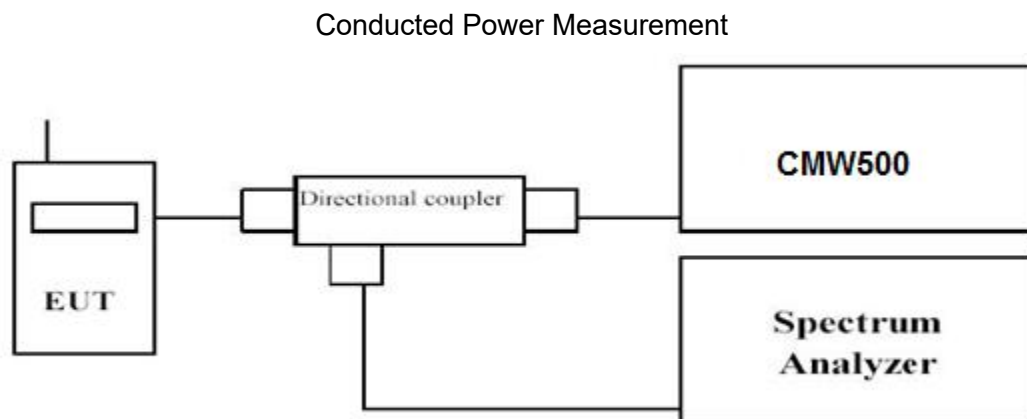 Conducted Power Measurement
CMW500
Directional coupler
EUT
Spectrum
Analyzer